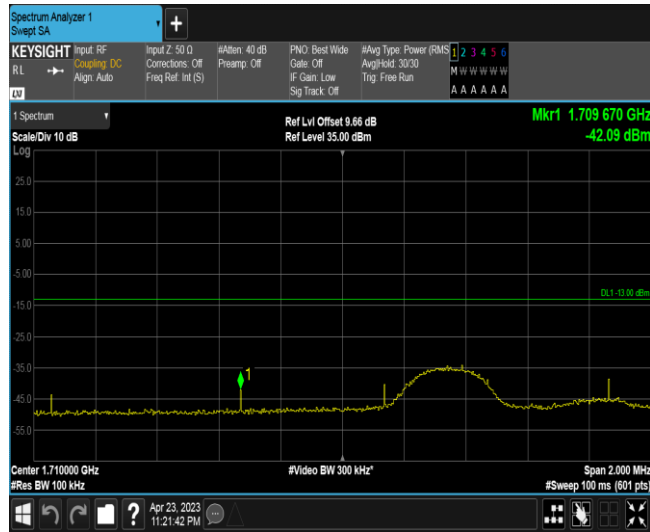 Spectrum Analyzer 1
Swept SA
KEYSIGHT
RL
LXI
Input: RF
Coupling: DC
Align: Auto
Input Z: 50 Ω
Corrections: Off
Freq Ref: Int (S)
#Atten: 40 dB
Preamp: Off
PNO: Best Wide
Gate: Off
IF Gain: Low
Sig Track: Off
#Avg Type: Power (RMS
Avg|Hold: 30/30
Trig: Free Run
1 2 3 4 5 6
M W W W W W
A A A A A A
1 Spectrum
Scale/Div 10 dB
Log
Ref Lvl Offset 9.66 dB
Ref Level 35.00 dBm
Mkr1 1.709 670 GHz
-42.09 dBm
25.0
15.0
5.00
-5.00
DL1 -13.00 dBm
-15.0
-25.0
-35.0
1
-45.0
-55.0
Center 1.710000 GHz
#Res BW 100 kHz
#Video BW 300 kHz*
Span 2.000 MHz
#Sweep 100 ms (601 pts)
?
Apr 23, 2023
11:21:42 PM